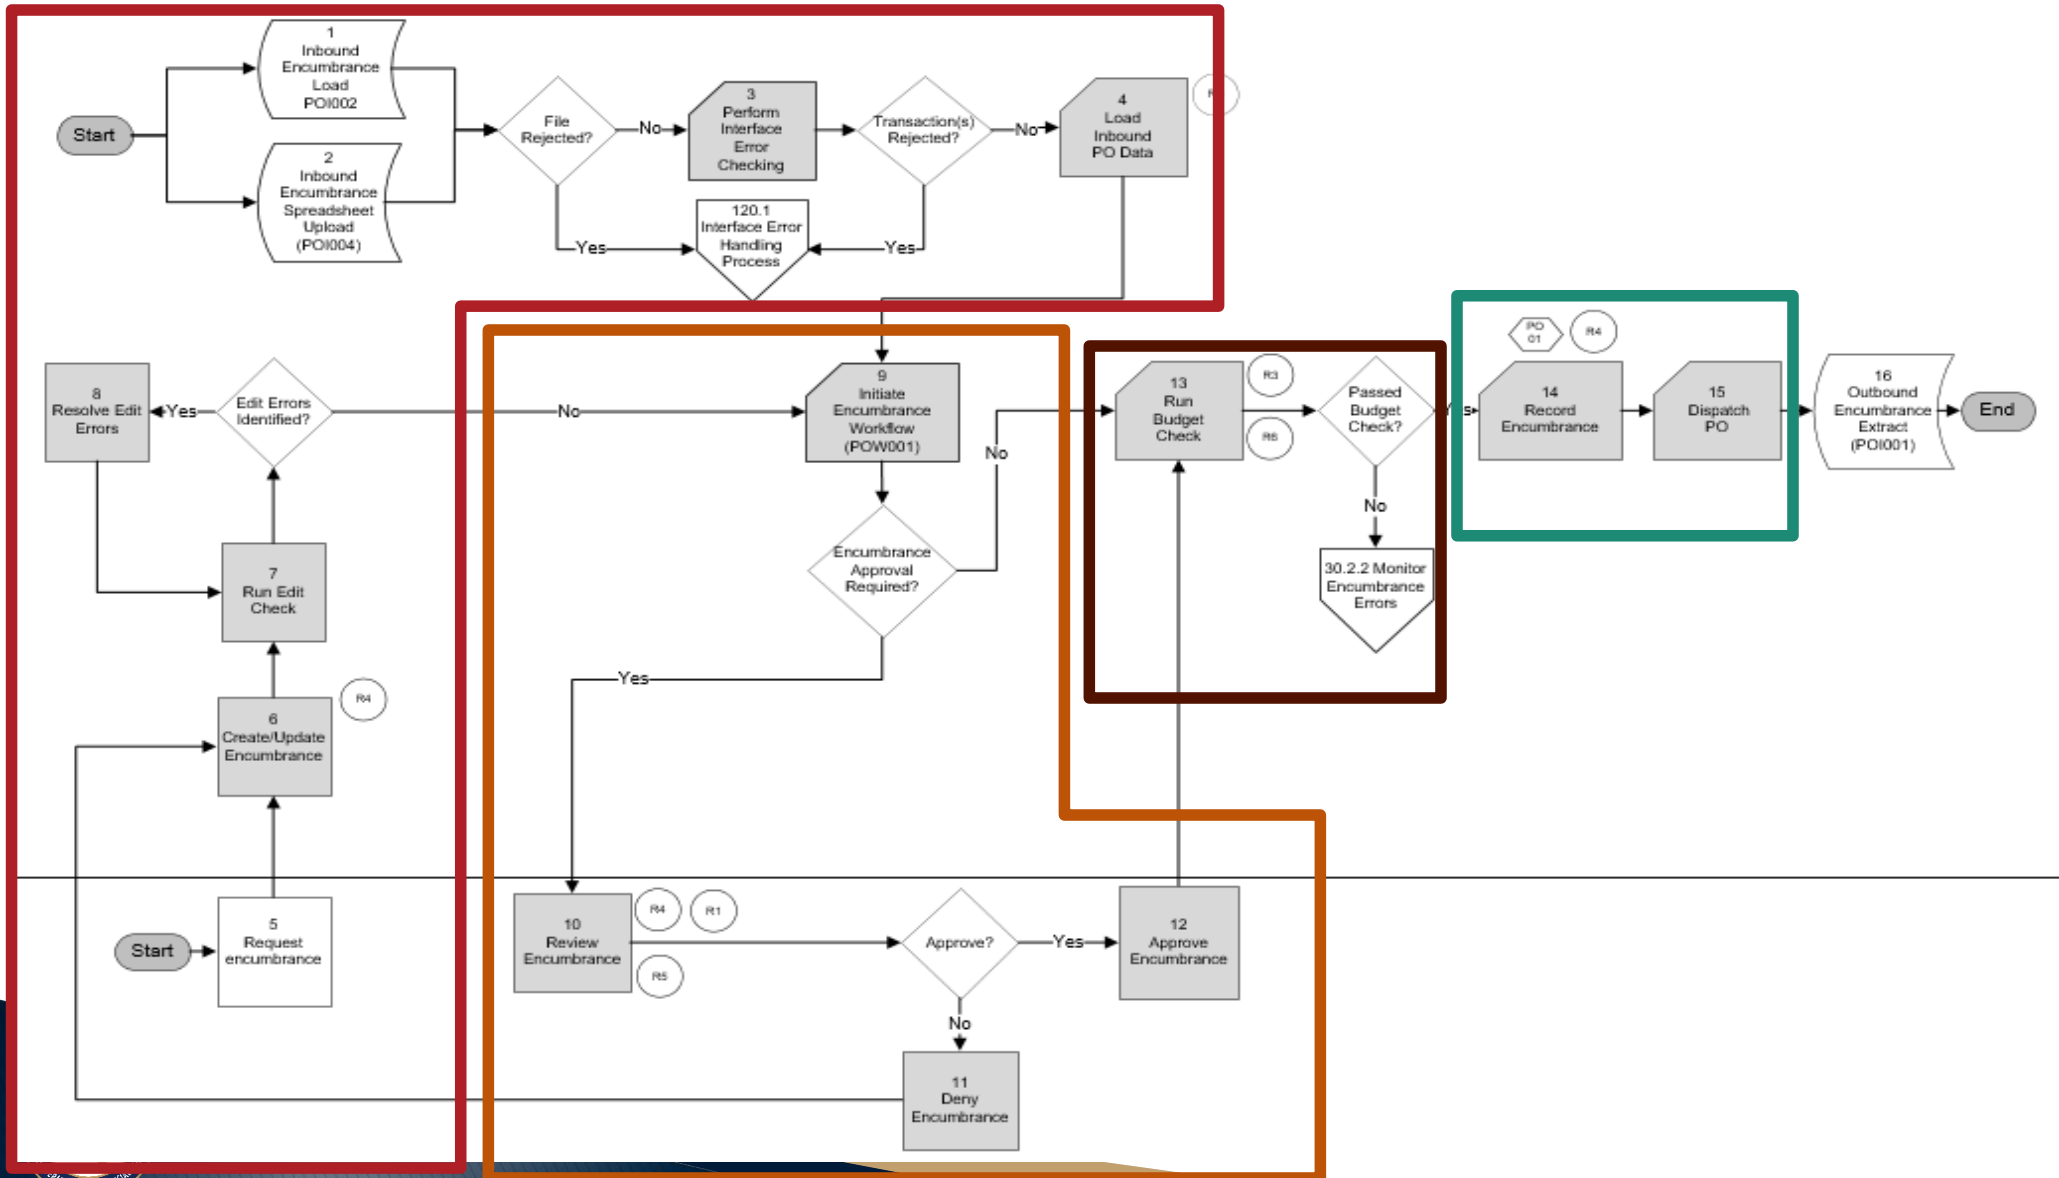 Start
1
Inbound
Encumbrance
Load
POI002
2
Inbound
Encumbrance
Spreadsheet
Upload
(POI004)
File
Rejected?
No
Yes
3
Perform
Interface
Error
Checking
120.1
Interface Error
Handling
Process
Transaction(s)
Rejected?
No
Yes
4
Load
Inbound
PO Data
8
Resolve Edit
Errors
Yes
Edit Errors
Identified?
No
7
Run Edit
Check
6
Create/Update
Encumbrance
R4
Start
5
Request
encumbrance
9
Initiate
Encumbrance
Workflow
(POW001)
Encumbrance
Approval
Required?
No
Yes
10
Review
Encumbrance
R4
R1
R5
Approve?
Yes
No
11
Deny
Encumbrance
12
Approve
Encumbrance
13
Run
Budget
Check
R3
R6
Passed
Budget
Check?
No
30.2.2 Monitor
Encumbrance
Errors
PO
01
R4
14
Record
Encumbrance
15
Dispatch
PO
16
Outbound
Encumbrance
Extract
(POI001)
End